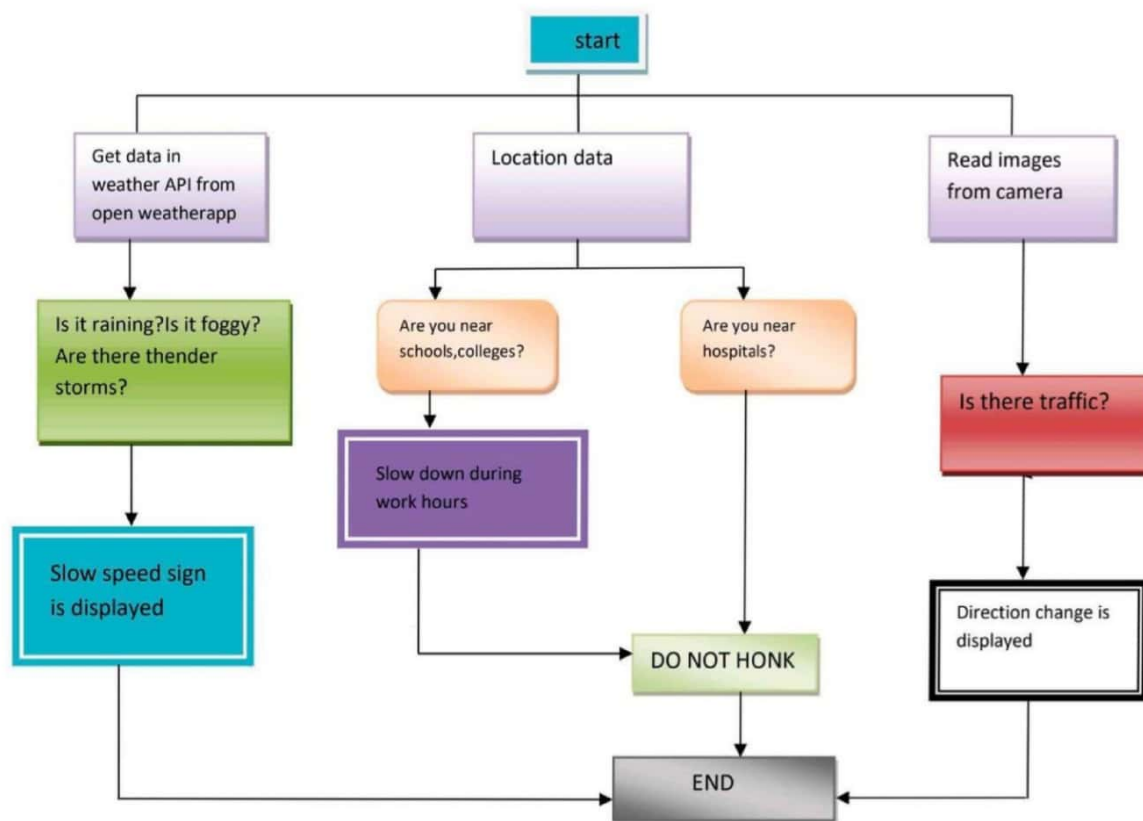 start
Get data in
weather API from
open weatherapp
Location data
Read images
from camera
Is it raining?Is it foggy?
Are there thender
storms?
Are you near
schools,colleges?
Are you near
hospitals?
Is there traffic?
Slow down during
work hours
Slow speed sign
is displayed
Direction change is
displayed
DO NOT HONK
END